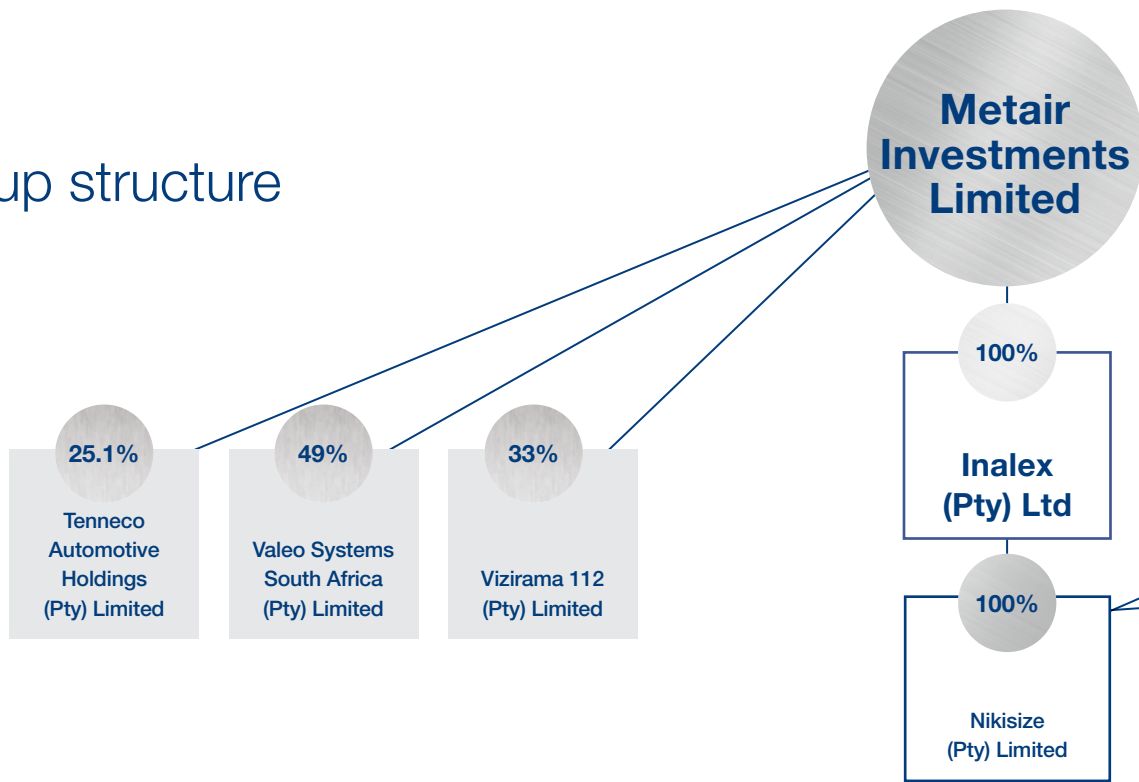 up structure
Metair
Investments
Limited
100%
Inalex
(Pty) Ltd
25.1%
Tenneco
Automotive
Holdings
(Pty) Limited
49%
Valeo Systems
South Africa
(Pty) Limited
33%
Vizirama 112
(Pty) Limited
100%
Nikisize
(Pty) Limited